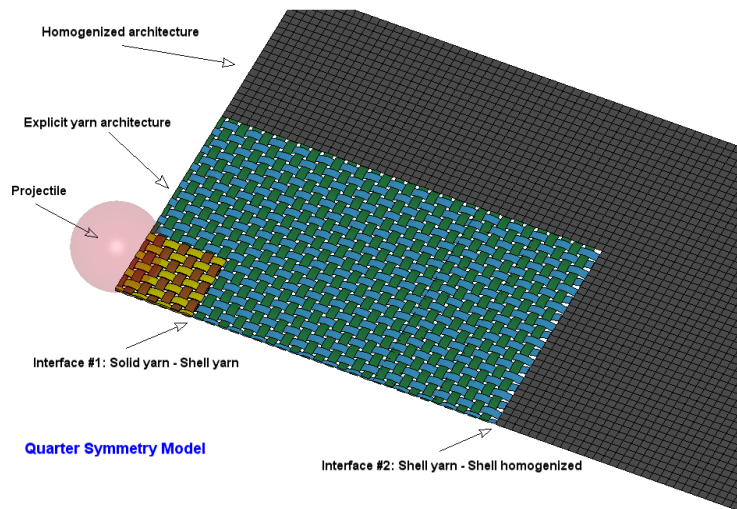 Homogenized architecture
Explicit yarn architecture
Projectile
Interface #1: Solid yarn - Shell yarn
Quarter Symmetry Model
Interface #2: Shell yarn - Shell homogenized